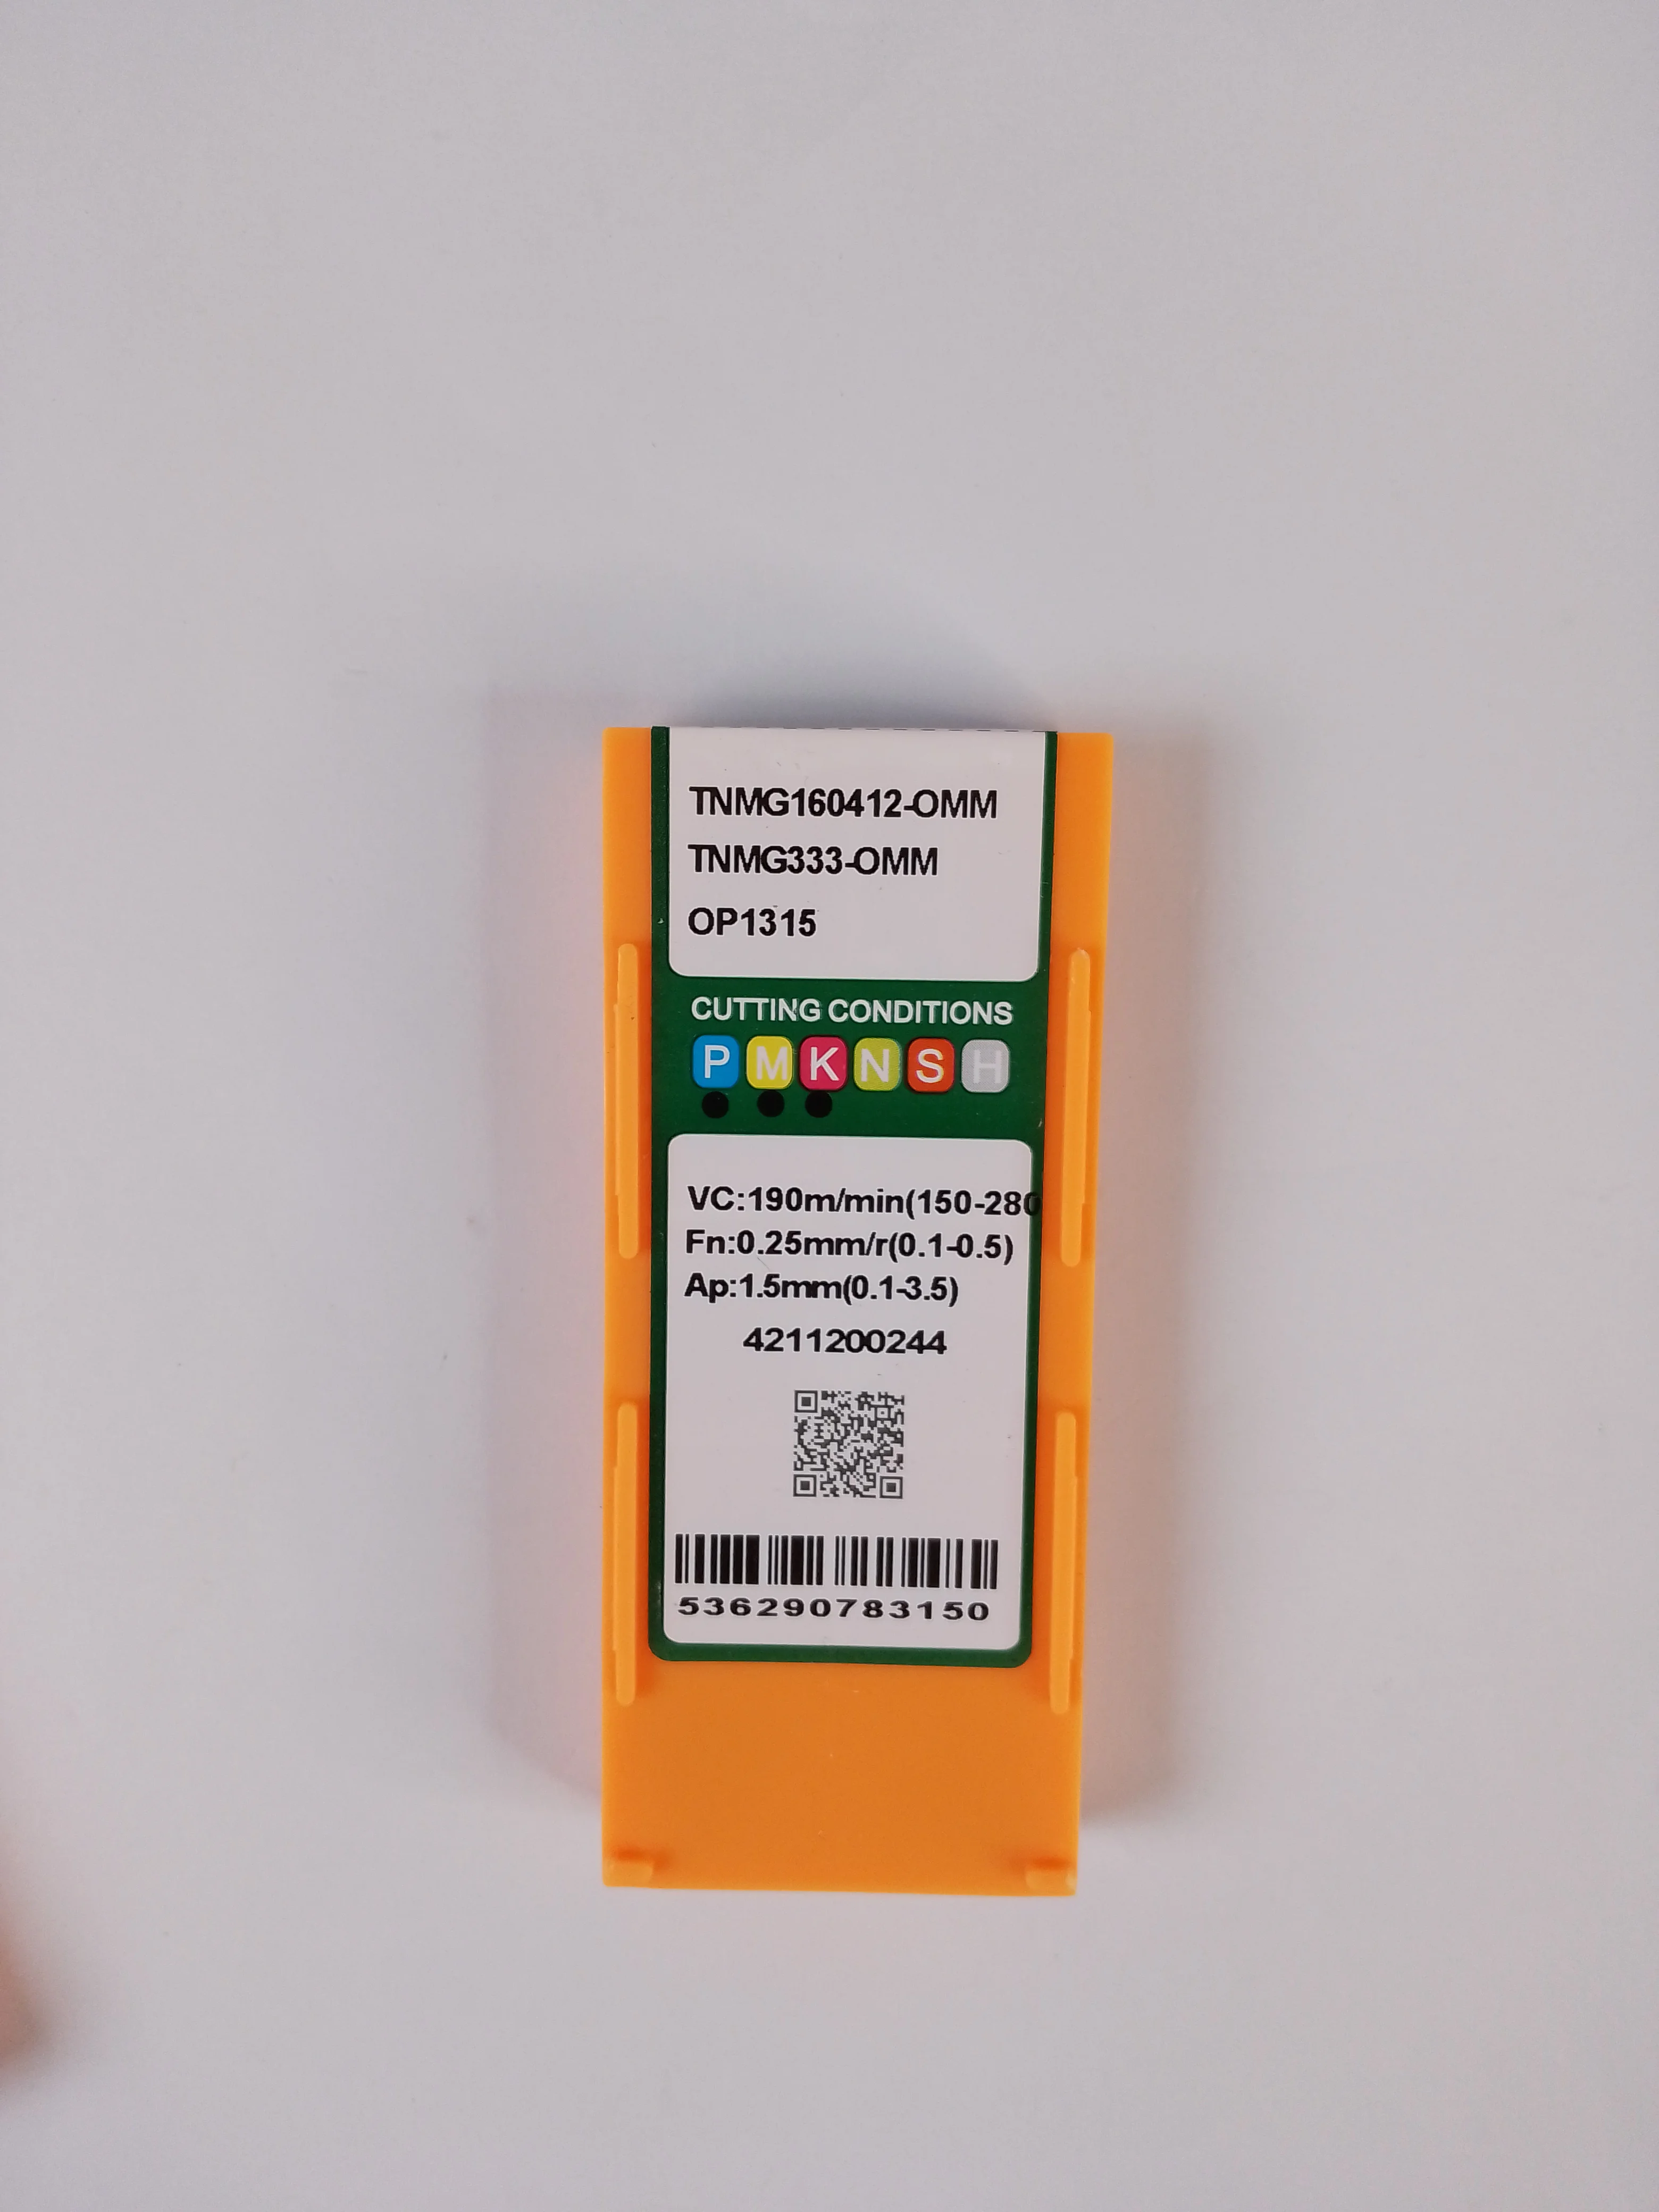 TNMG160412-OMM
TNMG333-OMM
OP1315
CUTTING CONDITIONS
P M K N S H
VC:190m/min(150-280
Fn:0.25mm/r(0.1-0.5)
Ap:1.5mm(0.1-3.5)
4211200244
536290783150